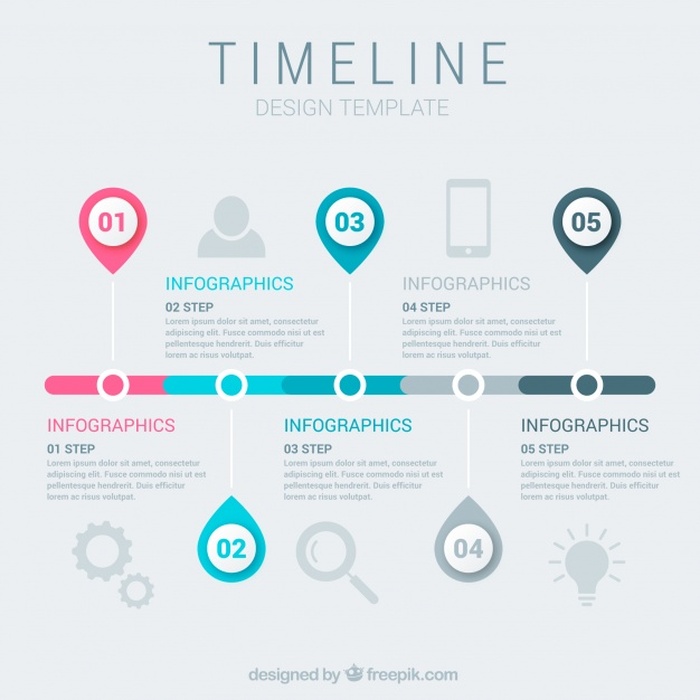 TIMELINE
DESIGN TEMPLATE
01
03
05
INFOGRAPHICS
02 STEP
Lorem ipsum dolor sit amet, consectetur
adipiscing elit. Fusce commodo nisi ut est
pellentesque hendrerit. Duis efficitur
lorem ac risus volutpat.
INFOGRAPHICS
04 STEP
Lorem ipsum dolor sit amet, consectetur
adipiscing elit. Fusce commodo nisi ut est
pellentesque hendrerit. Duis efficitur
lorem ac risus volutpat.
INFOGRAPHICS
01 STEP
Lorem ipsum dolor sit amet, consectetur
adipiscing elit. Fusce commodo nisi ut est
pellentesque hendrerit. Duis efficitur
lorem ac risus volutpat.
INFOGRAPHICS
03 STEP
Lorem ipsum dolor sit amet, consectetur
adipiscing elit. Fusce commodo nisi ut est
pellentesque hendrerit. Duis efficitur
lorem ac risus volutpat.
INFOGRAPHICS
05 STEP
Lorem ipsum dolor sit amet, consectetur
adipiscing elit. Fusce commodo nisi ut est
pellentesque hendrerit. Duis efficitur
lorem ac risus volutpat.
02
04
designed by freepik.com